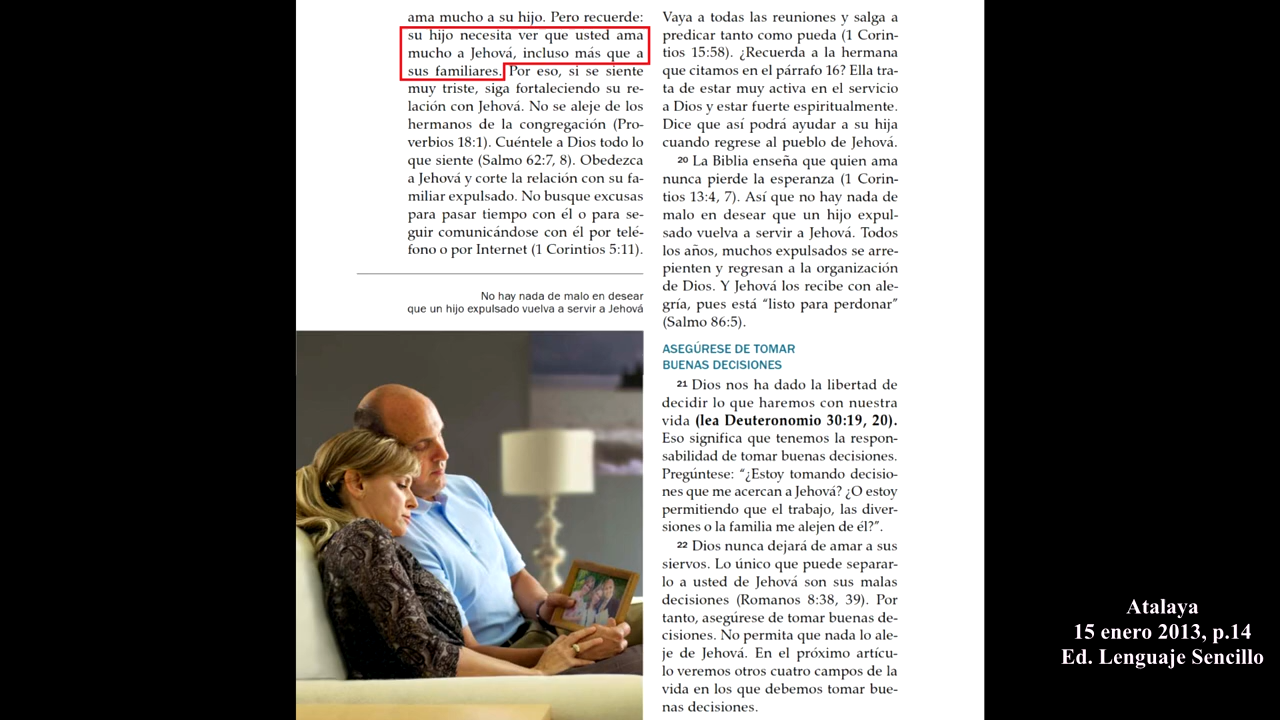 ama mucho a su hijo. Pero recuerde:
su hijo necesita ver que usted ama
mucho a Jehová, incluso más que a
sus familiares. Por eso, si se siente
muy triste, siga fortaleciendo su re-
lación con Jehová. No se aleje de los
hermanos de la congregación (Pro-
verbios 18:1). Cuéntele a Dios todo lo
que siente (Salmo 62:7, 8). Obedezca
a Jehová y corte la relación con su fa-
miliar expulsado. No busque excusas
para pasar tiempo con él o para se-
guir comunicándose con él por telé-
fono o por Internet (1 Corintios 5:11).
No hay nada de malo en desear
que un hijo expulsado vuelva a servir a Jehová
Vaya a todas las reuniones y salga a
predicar tanto como pueda (1 Corin-
tios 15:58). ¿Recuerda a la hermana
que citamos en el párrafo 16? Ella tra-
ta de estar muy activa en el servicio
a Dios y estar fuerte espiritualmente.
Dice que así podrá ayudar a su hija
cuando regrese al pueblo de Jehová.
20 La Biblia enseña que quien ama
nunca pierde la esperanza (1 Corin-
tios 13:4, 7). Así que no hay nada de
malo en desear que un hijo expul-
sado vuelva a servir a Jehová. Todos
los años, muchos expulsados se arre-
pienten y regresan a la organización
de Dios. Y Jehová los recibe con ale-
gría, pues está “listo para perdonar”
(Salmo 86:5).
ASEGÚRESE DE TOMAR
BUENAS DECISIONES
21 Dios nos ha dado la libertad de
decidir lo que haremos con nuestra
vida (lea Deuteronomio 30:19, 20).
Eso significa que tenemos la respon-
sabilidad de tomar buenas decisiones.
Pregúntese: “¿Estoy tomando decisio-
nes que me acercan a Jehová? ¿O estoy
permitiendo que el trabajo, las diver-
siones o la familia me alejen de él?”.
22 Dios nunca dejará de amar a sus
siervos. Lo único que puede separar-
lo a usted de Jehová son sus malas
decisiones (Romanos 8:38, 39). Por
tanto, asegúrese de tomar buenas de-
cisiones. No permita que nada lo ale-
je de Jehová. En el próximo artícu-
lo veremos otros cuatro campos de la
vida en los que debemos tomar bue-
nas decisiones.
Atalaya
15 enero 2013, p.14
Ed. Lenguaje Sencillo